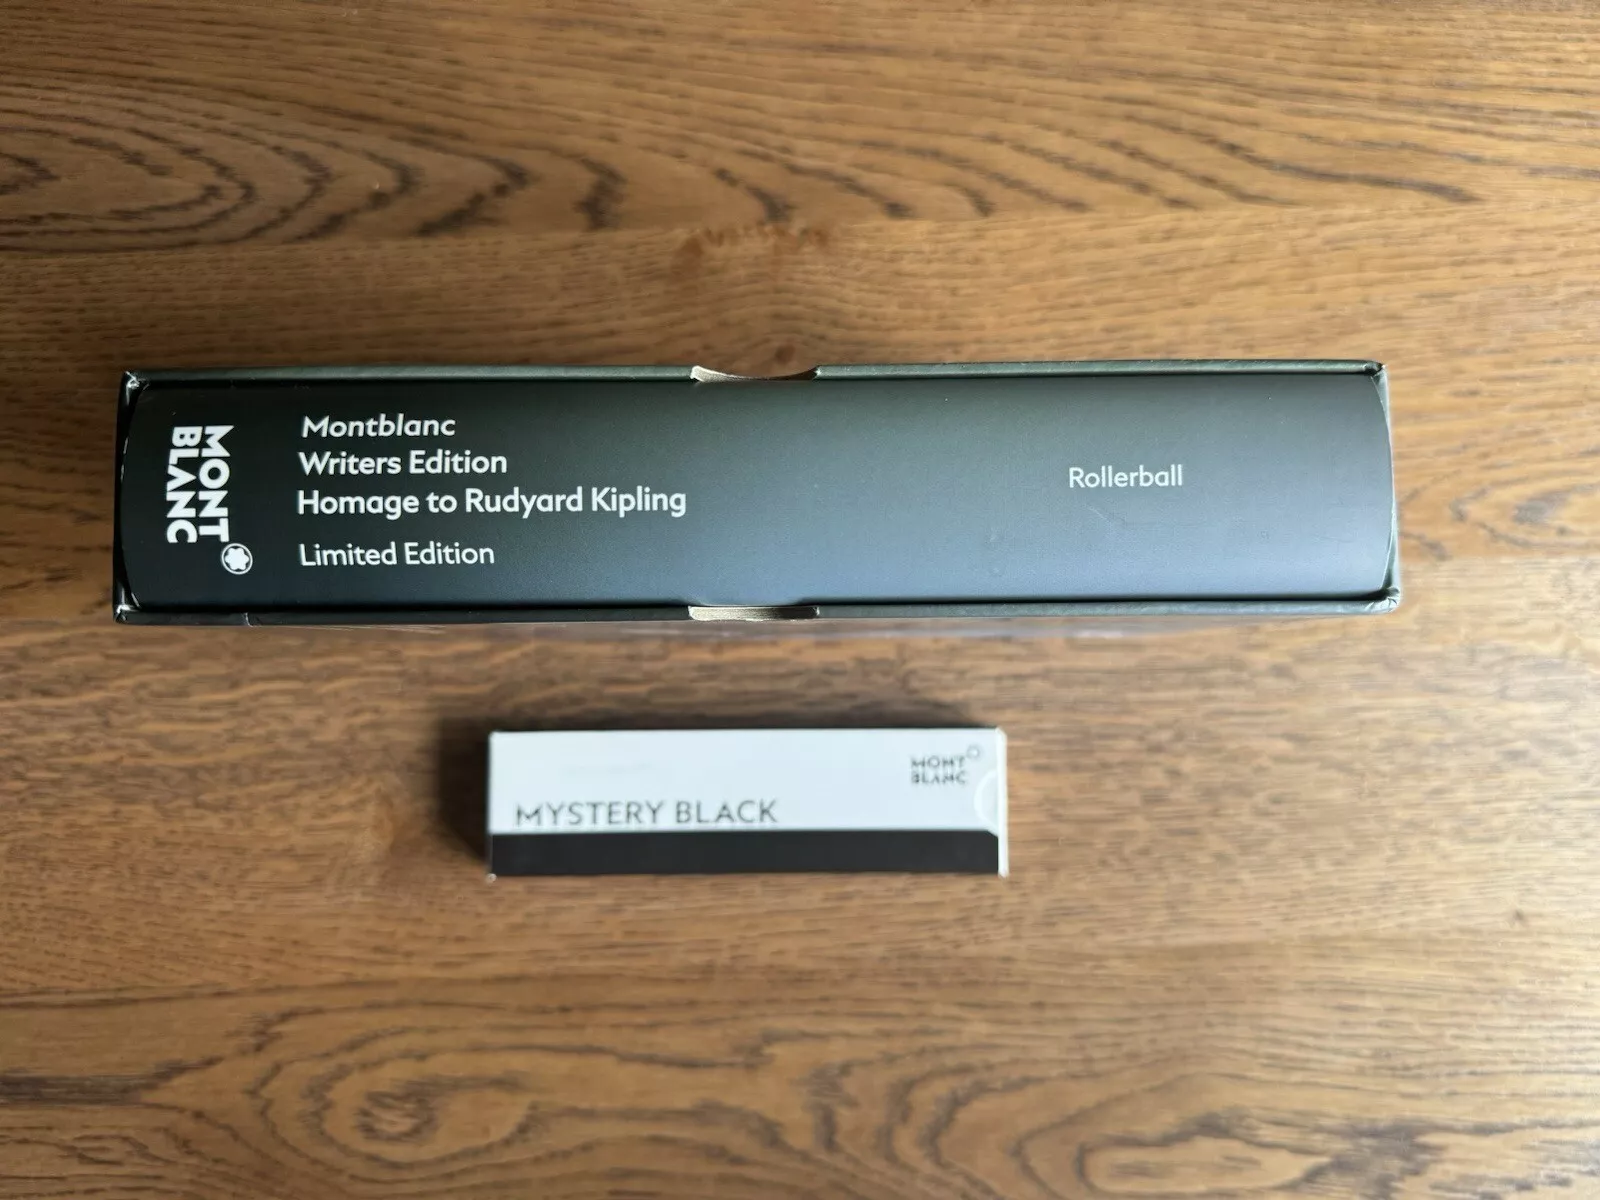 MONT
BLANC
Montblanc
Writers Edition
Homage to Rudyard Kipling
Limited Edition
Rollerball
MONT
BLANC
MYSTERY BLACK